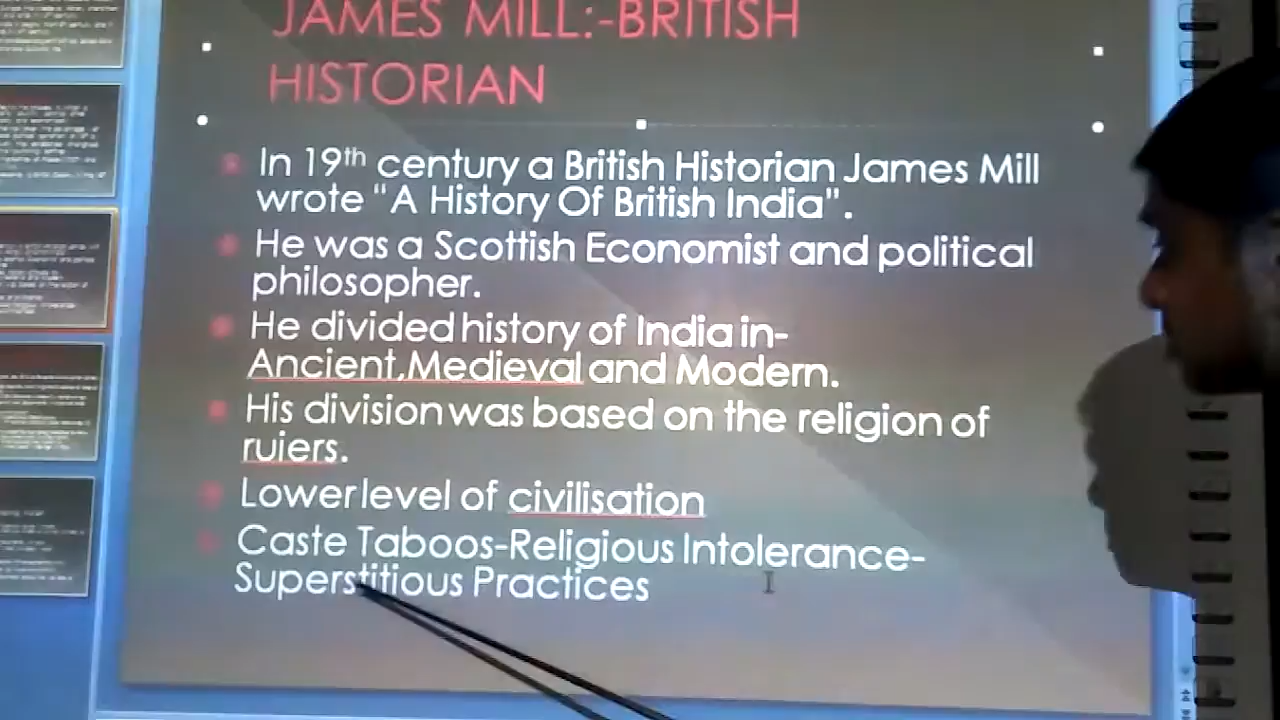 JAMES MILL:-BRITISH
HISTORIAN
In 19th century a British Historian James Mill
wrote "A History Of British India".
He was a Scottish Economist and political
philosopher.
He divided history of India in-
Ancient,Medieval and Modern.
His division was based on the religion of
ruiers.
Lower level of civilisation
Caste Taboos-Religious Intolerance-
Superstitious Practices